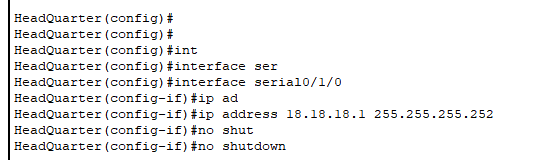 HeadQuarter(config)#
HeadQuarter(config)#
HeadQuarter(config)#int
HeadQuarter(config)#interface ser
HeadQuarter(config)#interface serial0/1/0
HeadQuarter(config-if)#ip ad
HeadQuarter(config-if)#ip address 18.18.18.1 255.255.255.252
HeadQuarter(config-if)#no shut
HeadQuarter(config-if)#no shutdown